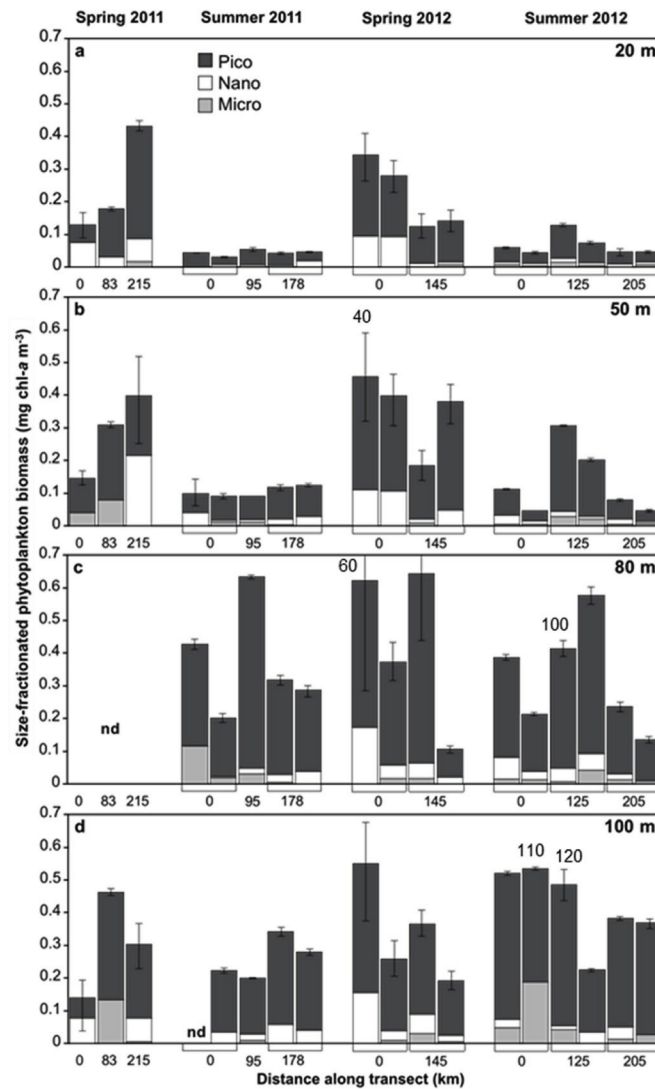 Spring 2011 Summer 2011 Spring 2012 Summer 2012
Size-fractionated phytoplankton biomass (mg chl-a m⁻³)
a 20 m
Pico
Nano
Micro
0.7
0.6
0.5
0.4
0.3
0.2
0.1
0
0 83 215 0 95 178 0 145 0 125 205
b 50 m
40
0.7
0.6
0.5
0.4
0.3
0.2
0.1
0
0 83 215 0 95 178 0 145 0 125 205
c 80 m
60 100
0.7
0.6
0.5
0.4
0.3
0.2
0.1
0
nd
0 83 215 0 95 178 0 145 0 125 205
d 100 m
110 120
0.7
0.6
0.5
0.4
0.3
0.2
0.1
0
nd
0 83 215 0 95 178 0 145 0 125 205
Distance along transect (km)